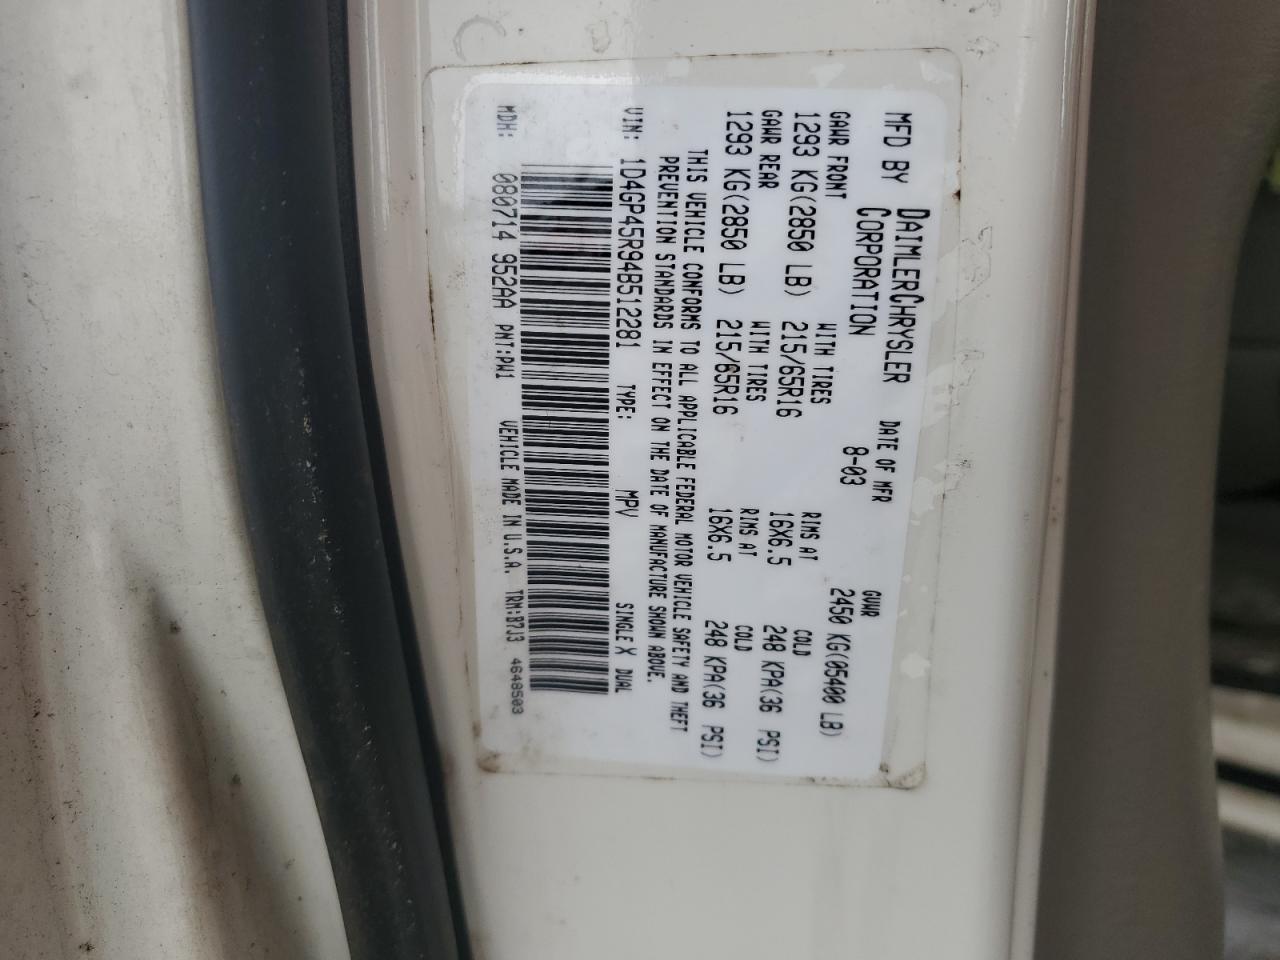 MFD BY DAIMLERCHRYSLER CORPORATION DATE OF MFR 8-03 GVWR 2450 KG(05400 LB)
GAWR FRONT WITH TIRES RIMS AT COLD
1293 KG(2850 LB) 215/65R16 16X6.5 248 KPA(36 PSI)
GAWR REAR WITH TIRES RIMS AT COLD
1293 KG(2850 LB) 215/65R16 16X6.5 248 KPA(36 PSI)
THIS VEHICLE CONFORMS TO ALL APPLICABLE FEDERAL MOTOR VEHICLE SAFETY AND THEFT
PREVENTION STANDARDS IN EFFECT ON THE DATE OF MANUFACTURE SHOWN ABOVE.
VIN: 1D4GP45R94B512281 TYPE: MPV SINGLE X DUAL
MDH: 080714 952AA PNT:PW1 VEHICLE MADE IN U.S.A. TRM:B7J3 4648503